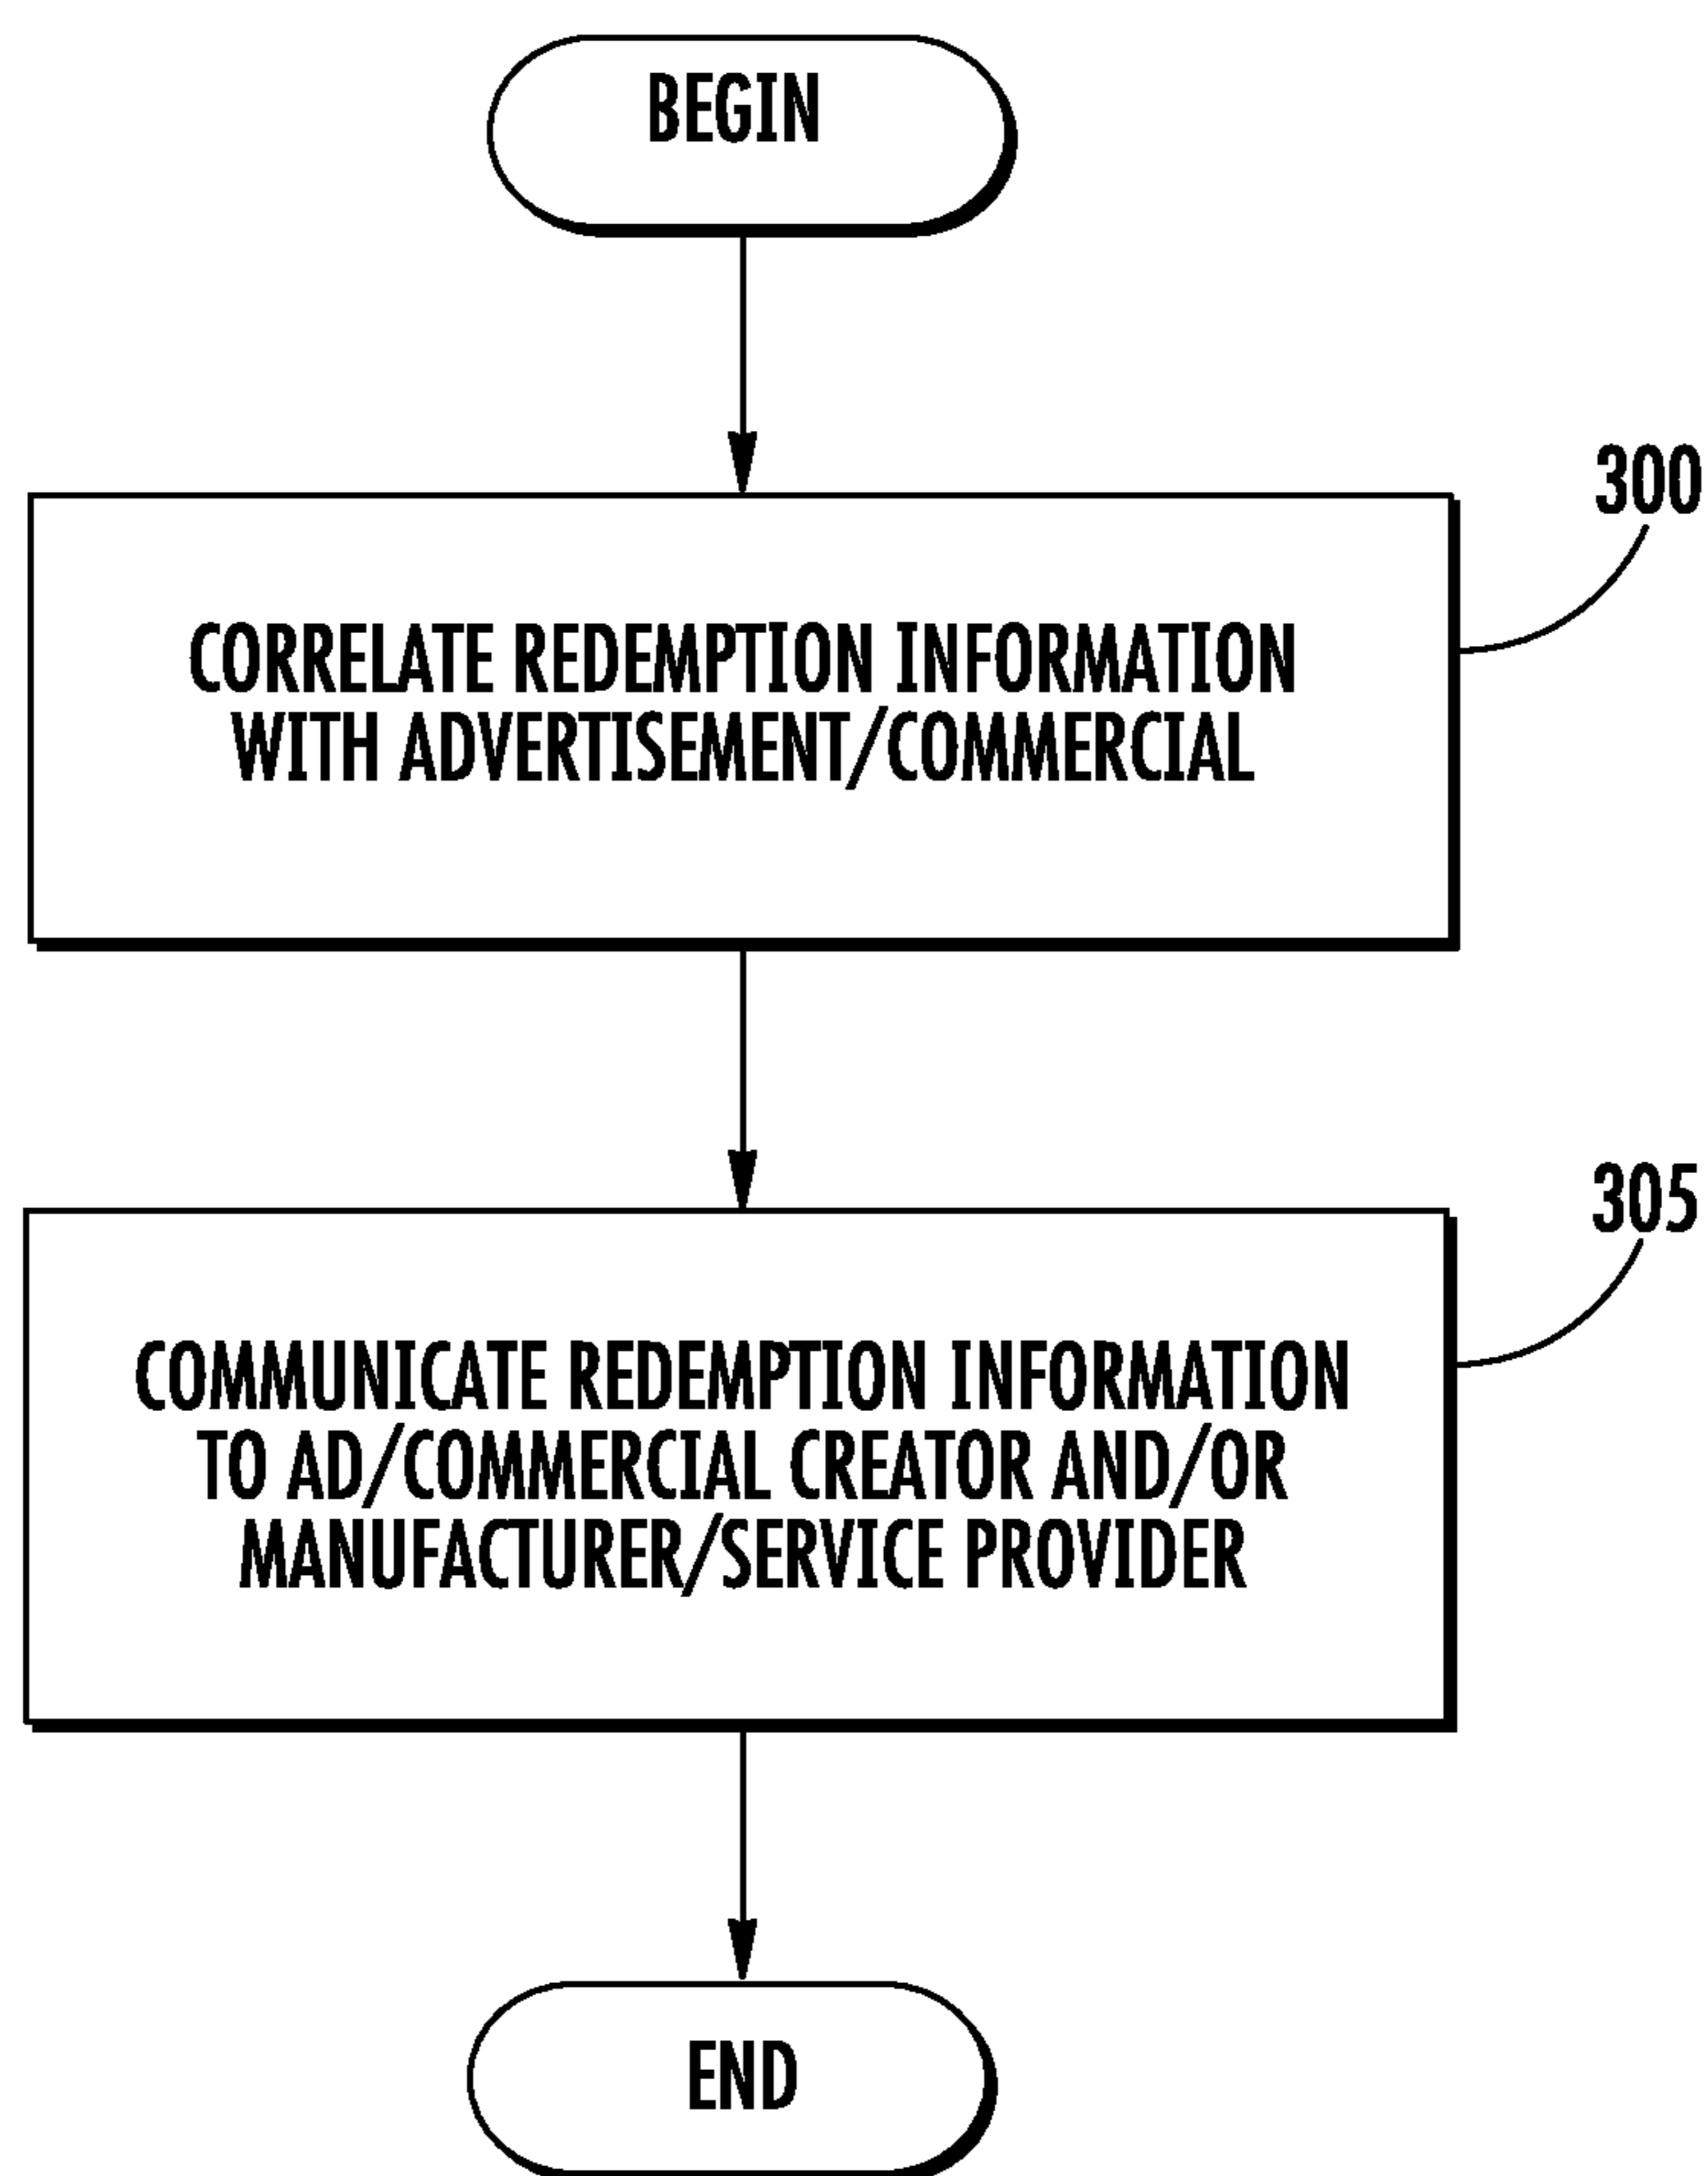 BEGIN
300
CORRELATE REDEMPTION INFORMATION
WITH ADVERTISEMENT/COMMERCIAL
305
COMMUNICATE REDEMPTION INFORMATION
TO AD/COMMERCIAL CREATOR AND/OR
MANUFACTURER/SERVICE PROVIDER
END